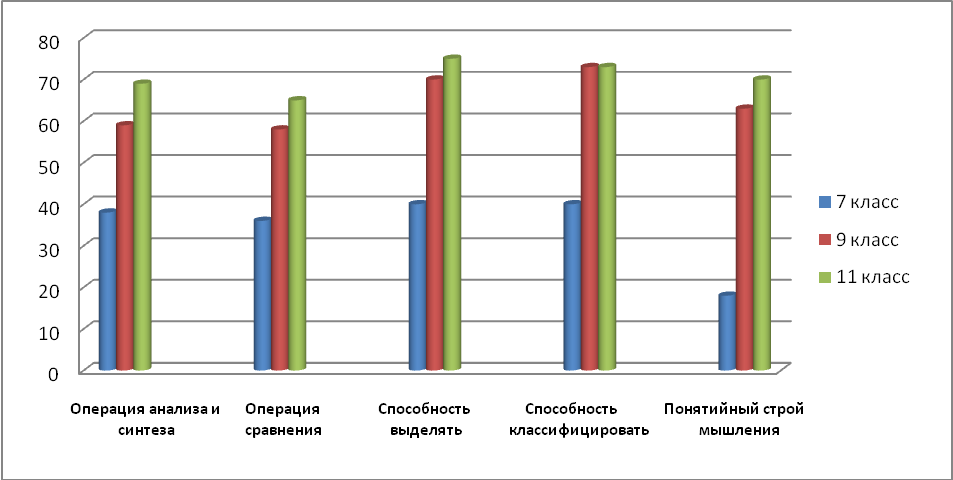 80
70
60
50
40
30
20
10
0
Операция анализа и
синтеза
Операция
сравнения
Способность
выделять
Способность
классифицировать
Понятийный строй
мышления
7 класс
9 класс
11 класс